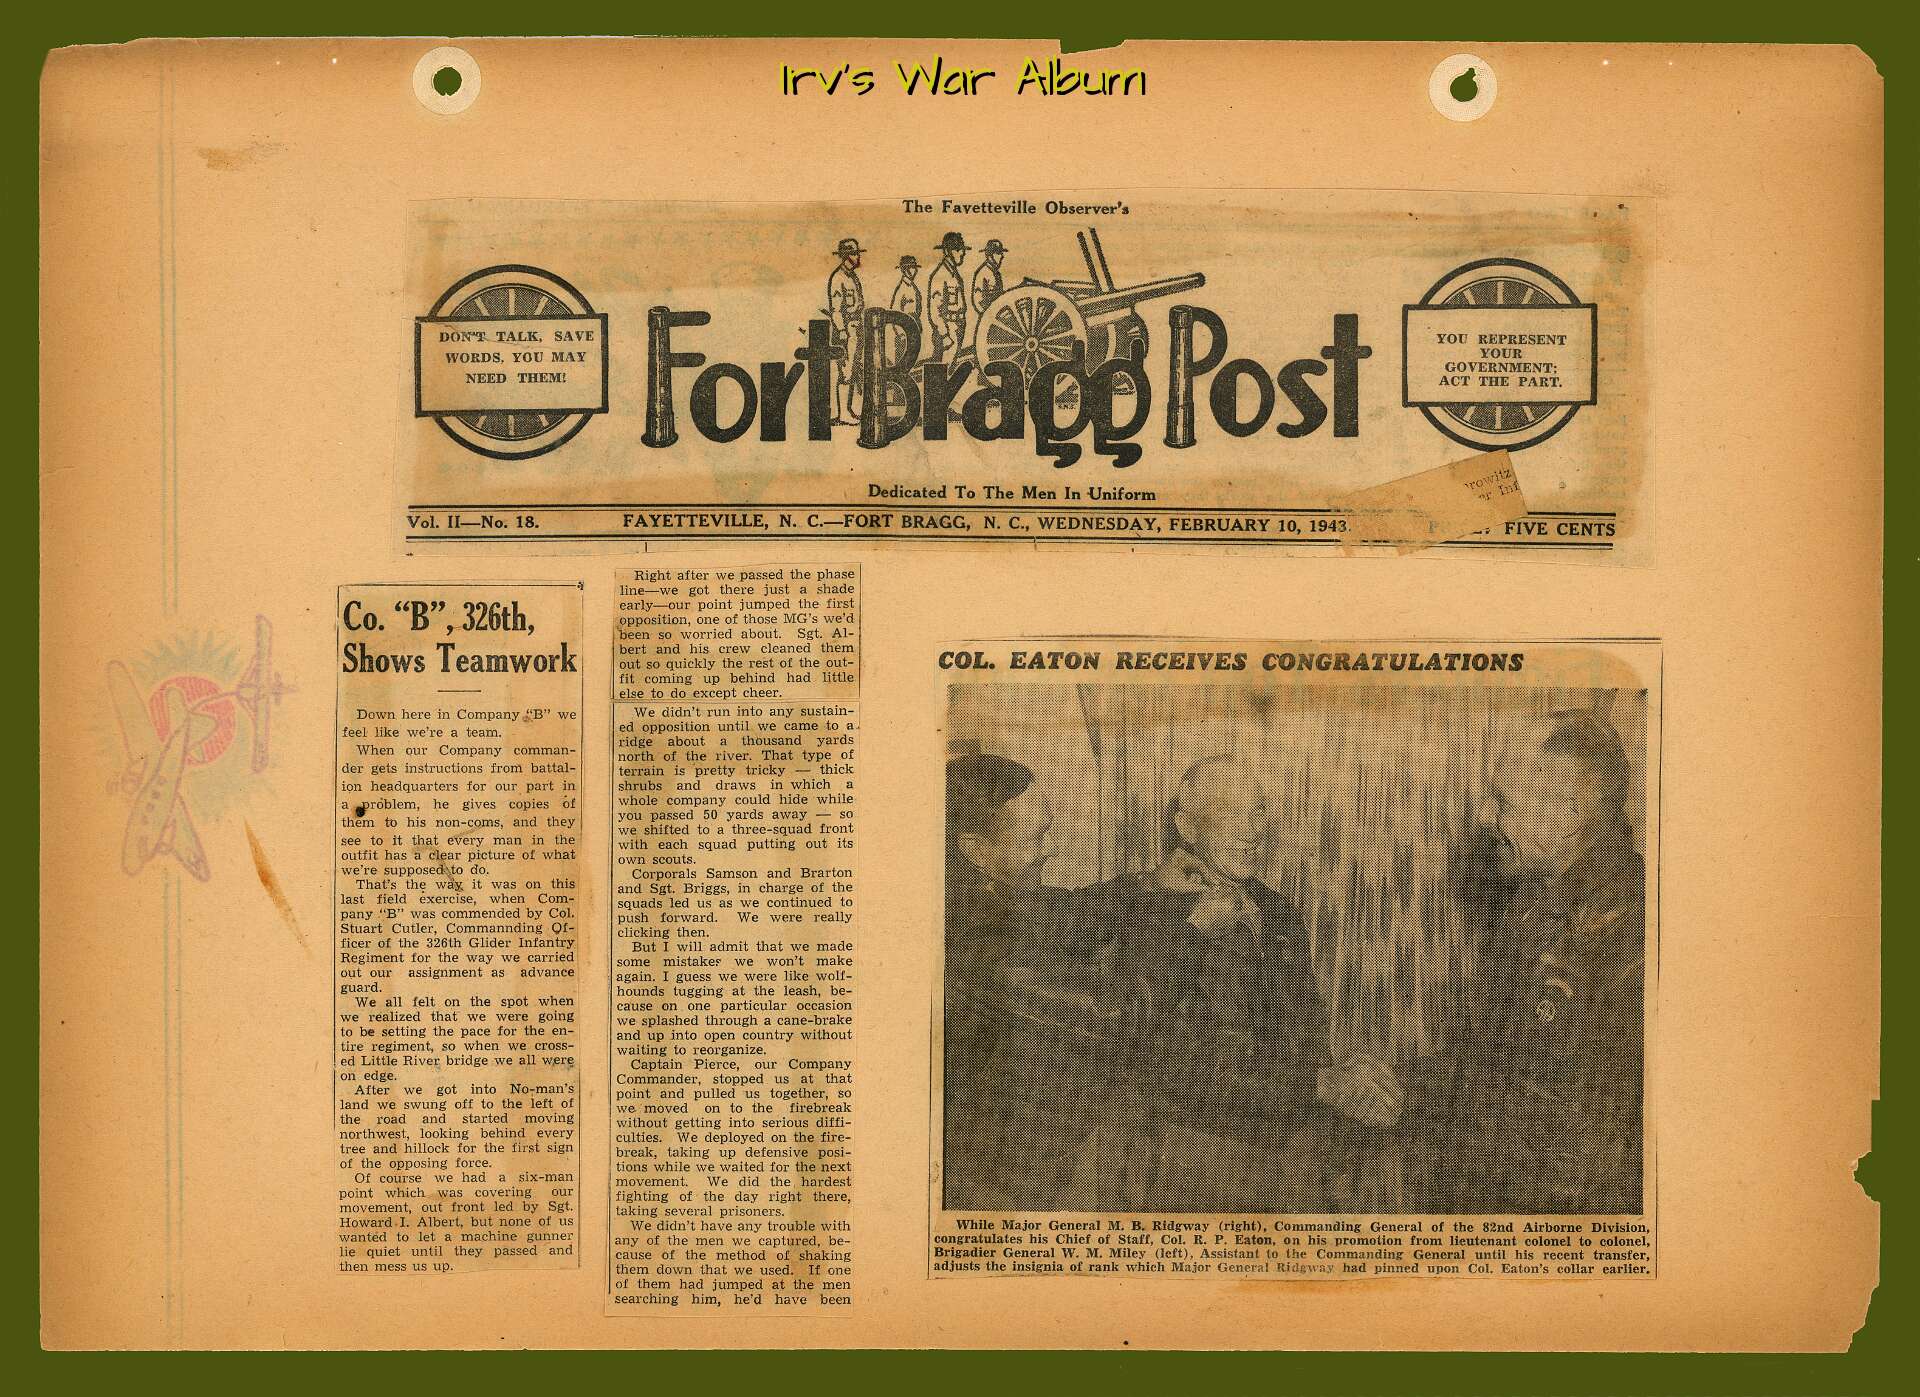 Irv's War Album
The Fayetteville Observer's
DON'T TALK, SAVE
WORDS. YOU MAY
NEED THEM!
Fort Bragg Post
YOU REPRESENT
YOUR
GOVERNMENT;
ACT THE PART.
Dedicated To The Men In Uniform
rowitz
er Inf
Vol. II—No. 18.
FAYETTEVILLE, N. C.—FORT BRAGG, N. C., WEDNESDAY, FEBRUARY 10, 1943.
FIVE CENTS
Co. "B", 326th,
Shows Teamwork
Down here in Company "B" we
feel like we're a team.
When our Company comman-
der gets instructions from battal-
ion headquarters for our part in
a problem, he gives copies of
them to his non-coms, and they
see to it that every man in the
outfit has a clear picture of what
we're supposed to do.
That's the way it was on this
last field exercise, when Com-
pany "B" was commended by Col.
Stuart Cutler, Commannding Of-
ficer of the 326th Glider Infantry
Regiment for the way we carried
out our assignment as advance
guard.
We all felt on the spot when
we realized that we were going
to be setting the pace for the en-
tire regiment, so when we cross-
ed Little River bridge we all were
on edge.
After we got into No-man's
land we swung off to the left of
the road and started moving
northwest, looking behind every
tree and hillock for the first sign
of the opposing force.
Of course we had a six-man
point which was covering our
movement, out front led by Sgt.
Howard I. Albert, but none of us
wanted to let a machine gunner
lie quiet until they passed and
then mess us up.
Right after we passed the phase
line—we got there just a shade
early—our point jumped the first
opposition, one of those MG's we'd
been so worried about. Sgt. Al-
bert and his crew cleaned them
out so quickly the rest of the out-
fit coming up behind had little
else to do except cheer.
We didn't run into any sustain-
ed opposition until we came to a
ridge about a thousand yards
north of the river. That type of
terrain is pretty tricky — thick
shrubs and draws in which a
whole company could hide while
you passed 50 yards away — so
we shifted to a three-squad front
with each squad putting out its
own scouts.
Corporals Samson and Brarton
and Sgt. Briggs, in charge of the
squads led us as we continued to
push forward. We were really
clicking then.
But I will admit that we made
some mistakes we won't make
again. I guess we were like wolf-
hounds tugging at the leash, be-
cause on one particular occasion
we splashed through a cane-brake
and up into open country without
waiting to reorganize.
Captain Pierce, our Company
Commander, stopped us at that
point and pulled us together, so
we moved on to the firebreak
without getting into serious diffi-
culties. We deployed on the fire-
break, taking up defensive posi-
tions while we waited for the next
movement. We did the hardest
fighting of the day right there,
taking several prisoners.
We didn't have any trouble with
any of the men we captured, be-
cause of the method of shaking
them down that we used. If one
of them had jumped at the men
searching him, he'd have been
COL. EATON RECEIVES CONGRATULATIONS
While Major General M. B. Ridgway (right), Commanding General of the 82nd Airborne Division,
congratulates his Chief of Staff, Col. R. P. Eaton, on his promotion from lieutenant colonel to colonel,
Brigadier General W. M. Miley (left), Assistant to the Commanding General until his recent transfer,
adjusts the insignia of rank which Major General Ridgway had pinned upon Col. Eaton's collar earlier.